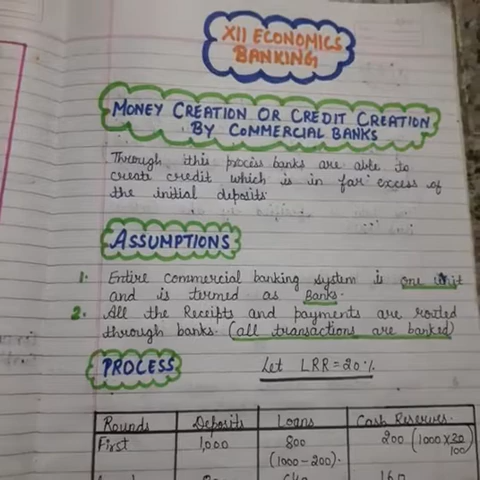 XII ECONOMICS
BANKING
MONEY CREATION OR CREDIT CREATION
BY COMMERCIAL BANKS
Through this process banks are able to
create credit which is in far excess of
the initial deposits.
ASSUMPTIONS
1. Entire commercial banking system is one unit
and is termed as Banks.
2. All the Receipts and payments are routed
through banks. (all transactions are banked)
PROCESS Let LRR = 20%
Rounds Deposits Loans Cash Reserves.
First 1,000 800 200 (1000 x 20/100
(1000-200).
640 160